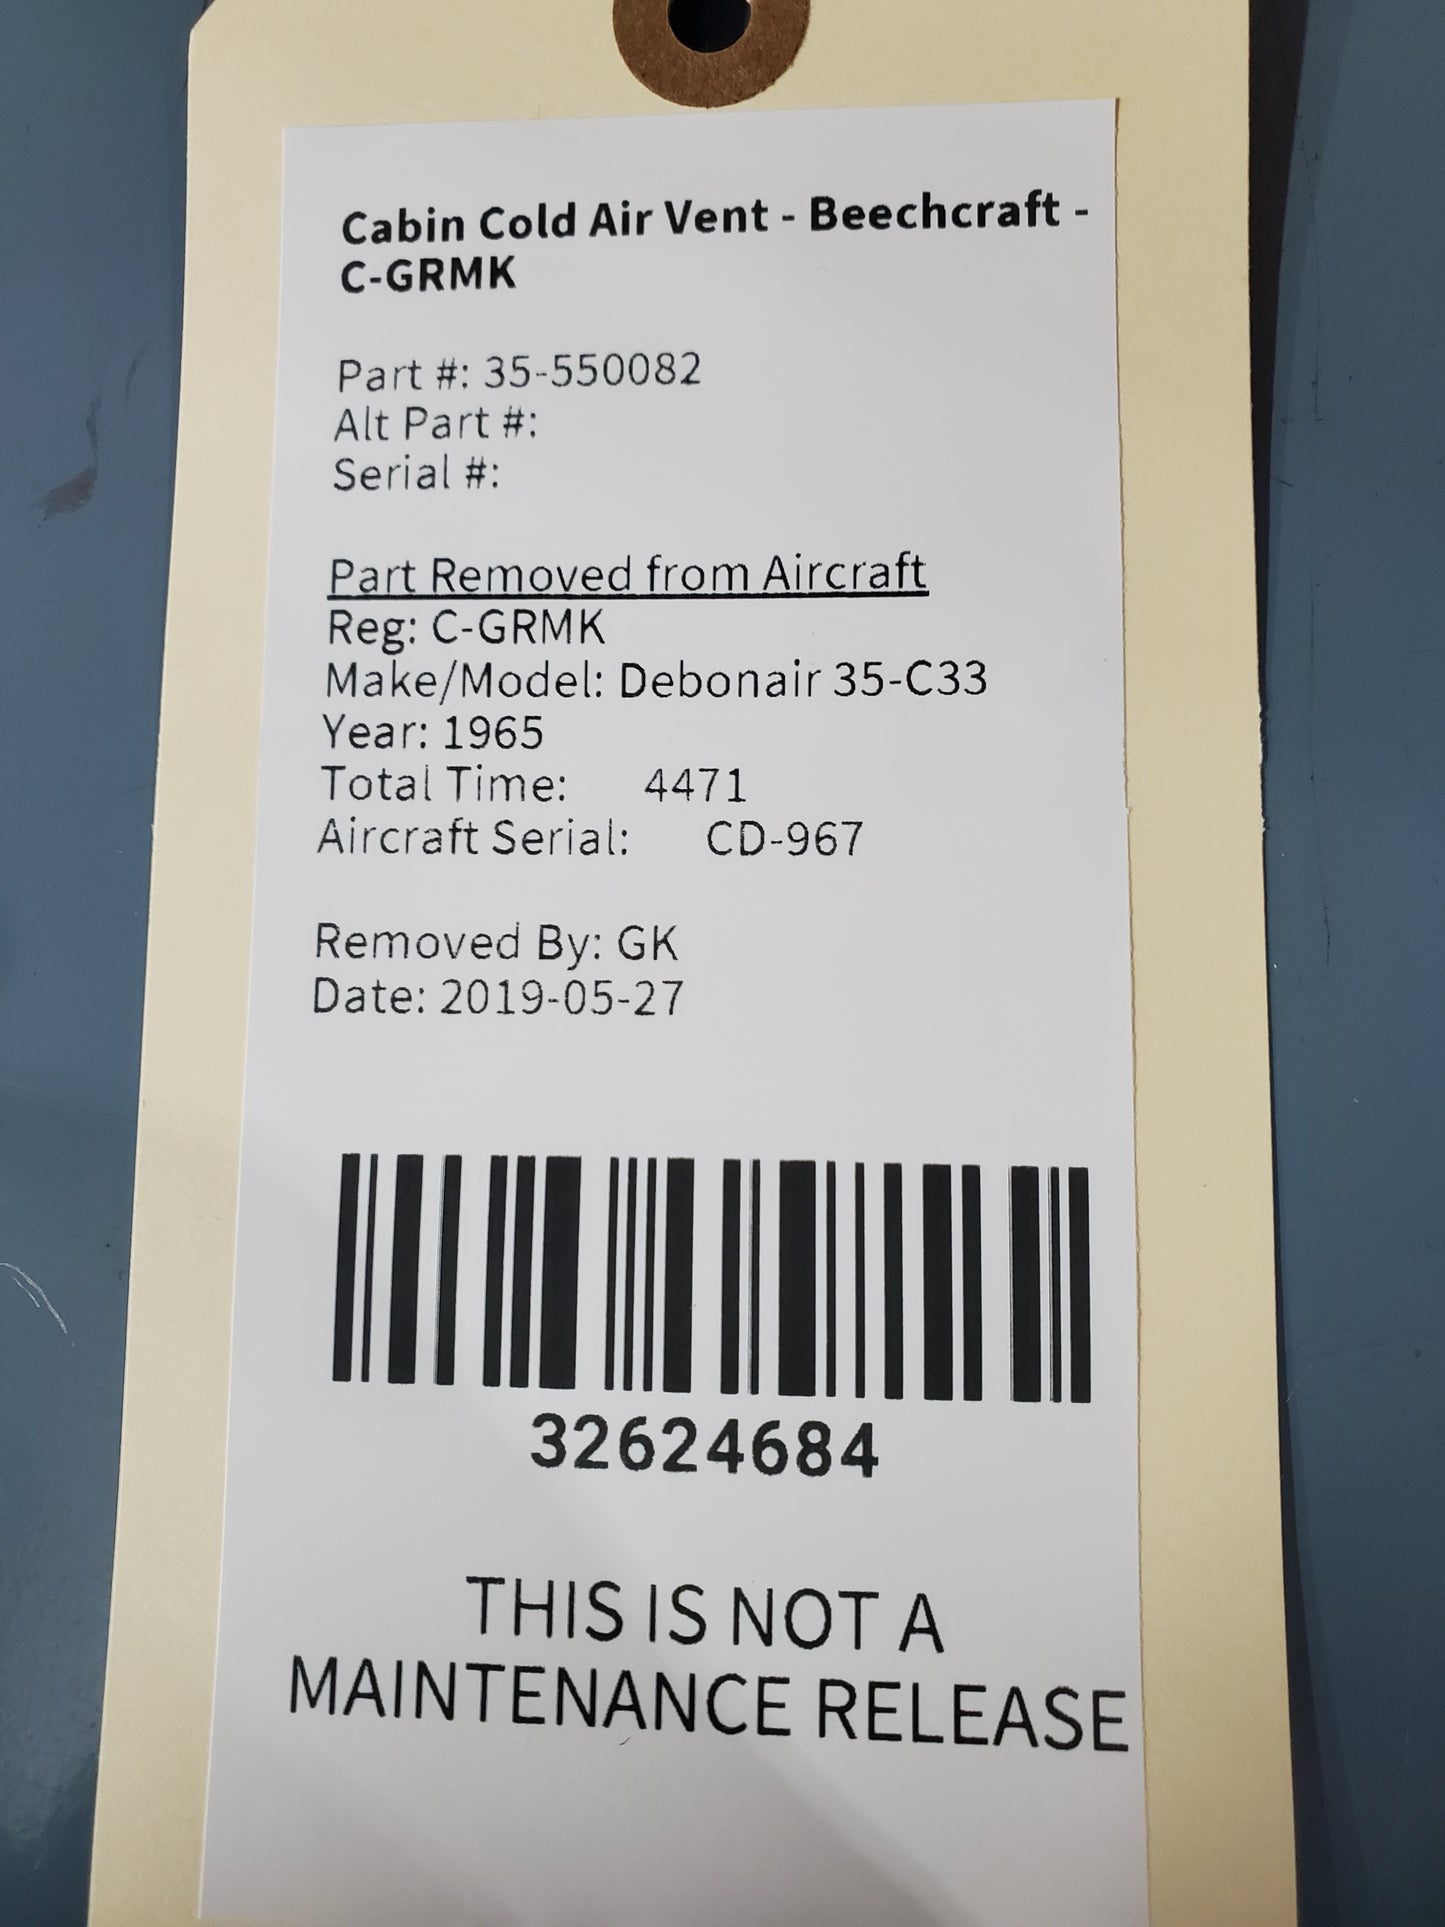 Cabin Cold Air Vent - Beechcraft -
C-GRMK
Part #: 35-550082
Alt Part #:
Serial #:
Part Removed from Aircraft
Reg: C-GRMK
Make/Model: Debonair 35-C33
Year: 1965
Total Time: 4471
Aircraft Serial: CD-967
Removed By: GK
Date: 2019-05-27
32624684
THIS IS NOT A
MAINTENANCE RELEASE